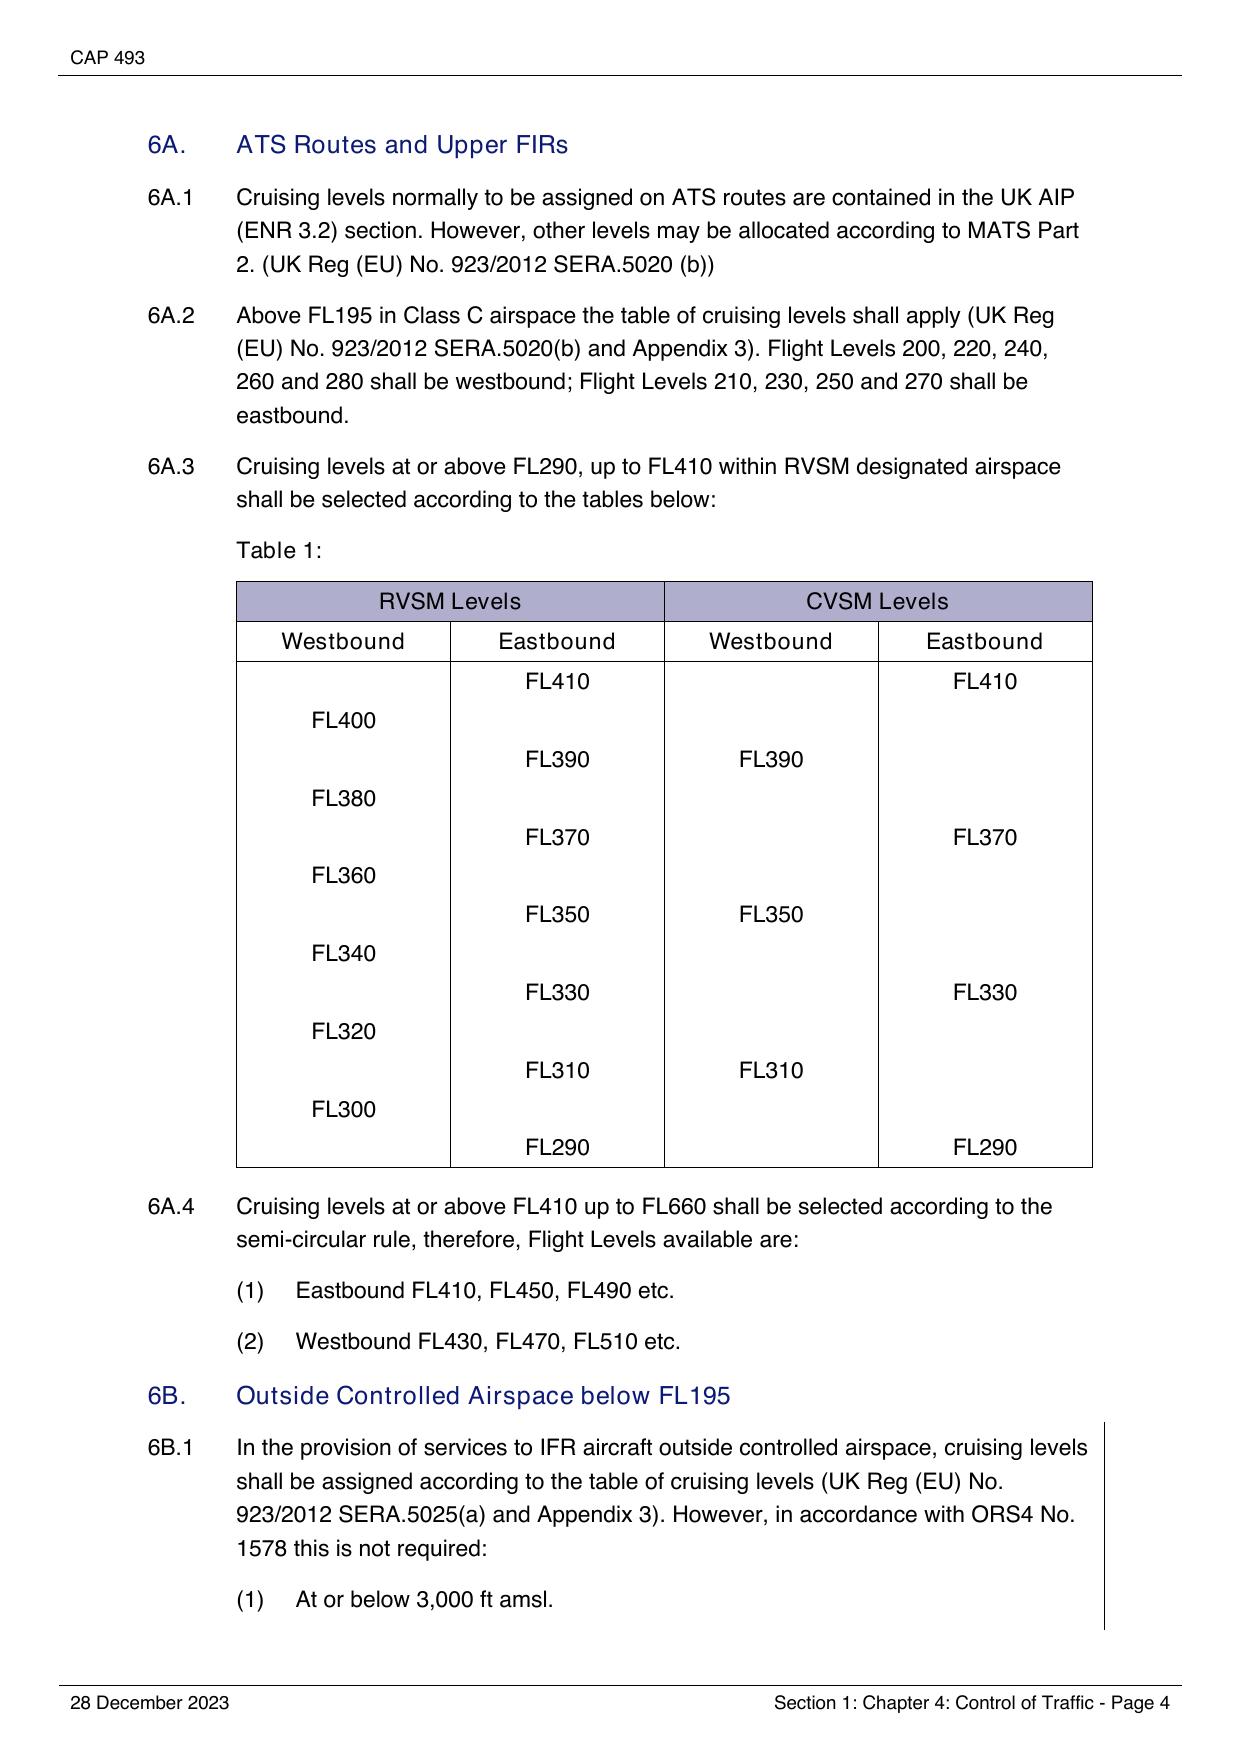 CAP 493
6A. ATS Routes and Upper FIRs
6A.1 Cruising levels normally to be assigned on ATS routes are contained in the UK AIP
(ENR 3.2) section. However, other levels may be allocated according to MATS Part
2. (UK Reg (EU) No. 923/2012 SERA.5020 (b))
6A.2 Above FL195 in Class C airspace the table of cruising levels shall apply (UK Reg
(EU) No. 923/2012 SERA.5020(b) and Appendix 3). Flight Levels 200, 220, 240,
260 and 280 shall be westbound; Flight Levels 210, 230, 250 and 270 shall be
eastbound.
6A.3 Cruising levels at or above FL290, up to FL410 within RVSM designated airspace
shall be selected according to the tables below:
Table 1:
RVSM Levels CVSM Levels
Westbound Eastbound Westbound Eastbound
FL410 FL410
FL400
FL390 FL390
FL380
FL370 FL370
FL360
FL350 FL350
FL340
FL330 FL330
FL320
FL310 FL310
FL300
FL290 FL290
6A.4 Cruising levels at or above FL410 up to FL660 shall be selected according to the
semi-circular rule, therefore, Flight Levels available are:
(1) Eastbound FL410, FL450, FL490 etc.
(2) Westbound FL430, FL470, FL510 etc.
6B. Outside Controlled Airspace below FL195
6B.1 In the provision of services to IFR aircraft outside controlled airspace, cruising levels
shall be assigned according to the table of cruising levels (UK Reg (EU) No.
923/2012 SERA.5025(a) and Appendix 3). However, in accordance with ORS4 No.
1578 this is not required:
(1) At or below 3,000 ft amsl.
28 December 2023 Section 1: Chapter 4: Control of Traffic - Page 4